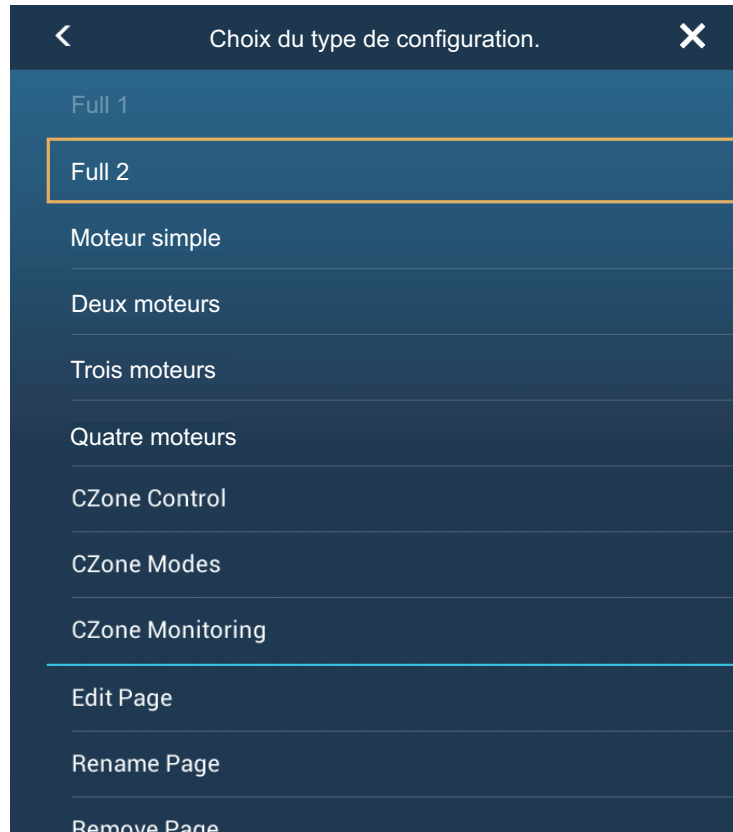 Choix du type de configuration.
Full 1
Full 2
Moteur simple
Deux moteurs
Trois moteurs
Quatre moteurs
CZone Control
CZone Modes
CZone Monitoring
Edit Page
Rename Page
Remove Page